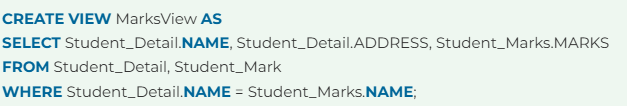 CREATE VIEW MarksView AS
SELECT Student_Detail.NAME, Student_Detail.ADDRESS, Student_Marks.MARKS
FROM Student_Detail, Student_Mark
WHERE Student_Detail.NAME = Student_Marks.NAME;